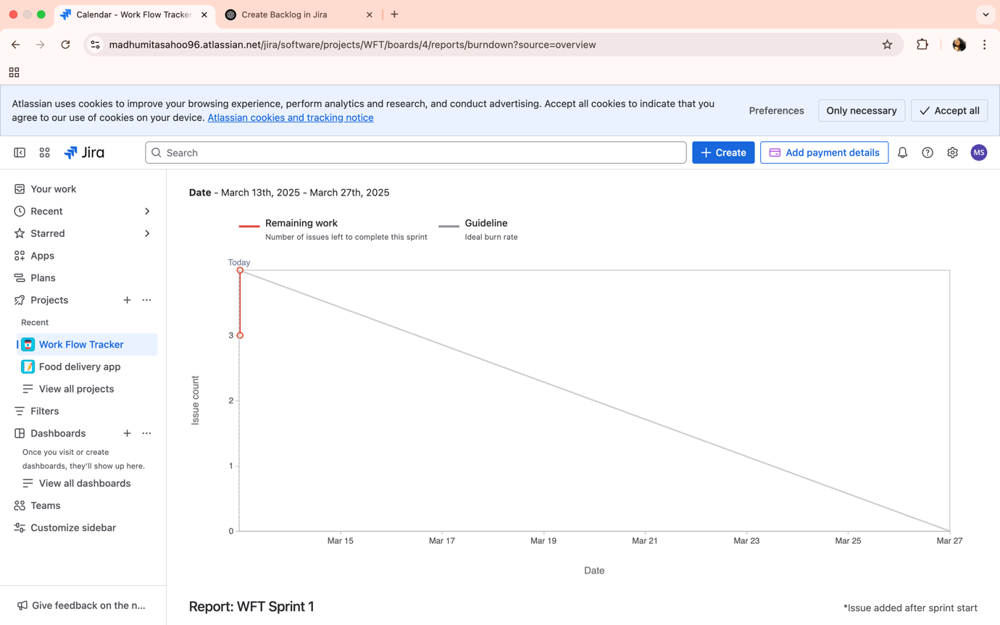 Calendar - Work Flow Tracker
Create Backlog in Jira
madhumitasahoo96.atlassian.net/jira/software/projects/WFT/boards/4/reports/burndown?source=overview
Atlassian uses cookies to improve your browsing experience, perform analytics and research, and conduct advertising. Accept all cookies to indicate that you
agree to our use of cookies on your device. Atlassian cookies and tracking notice
Preferences
Only necessary
Accept all
Jira
Search
Create
Add payment details
MS
Your work
Recent
Starred
Apps
Plans
Projects
Recent
Work Flow Tracker
Food delivery app
View all projects
Filters
Dashboards
Once you visit or create
dashboards, they'll show up here.
View all dashboards
Teams
Customize sidebar
Give feedback on the n...
Date - March 13th, 2025 - March 27th, 2025
Remaining work
Number of issues left to complete this sprint
Guideline
Ideal burn rate
Today
3
2
1
0
Issue count
Mar 15
Mar 17
Mar 19
Mar 21
Mar 23
Mar 25
Mar 27
Date
Report: WFT Sprint 1
*Issue added after sprint start